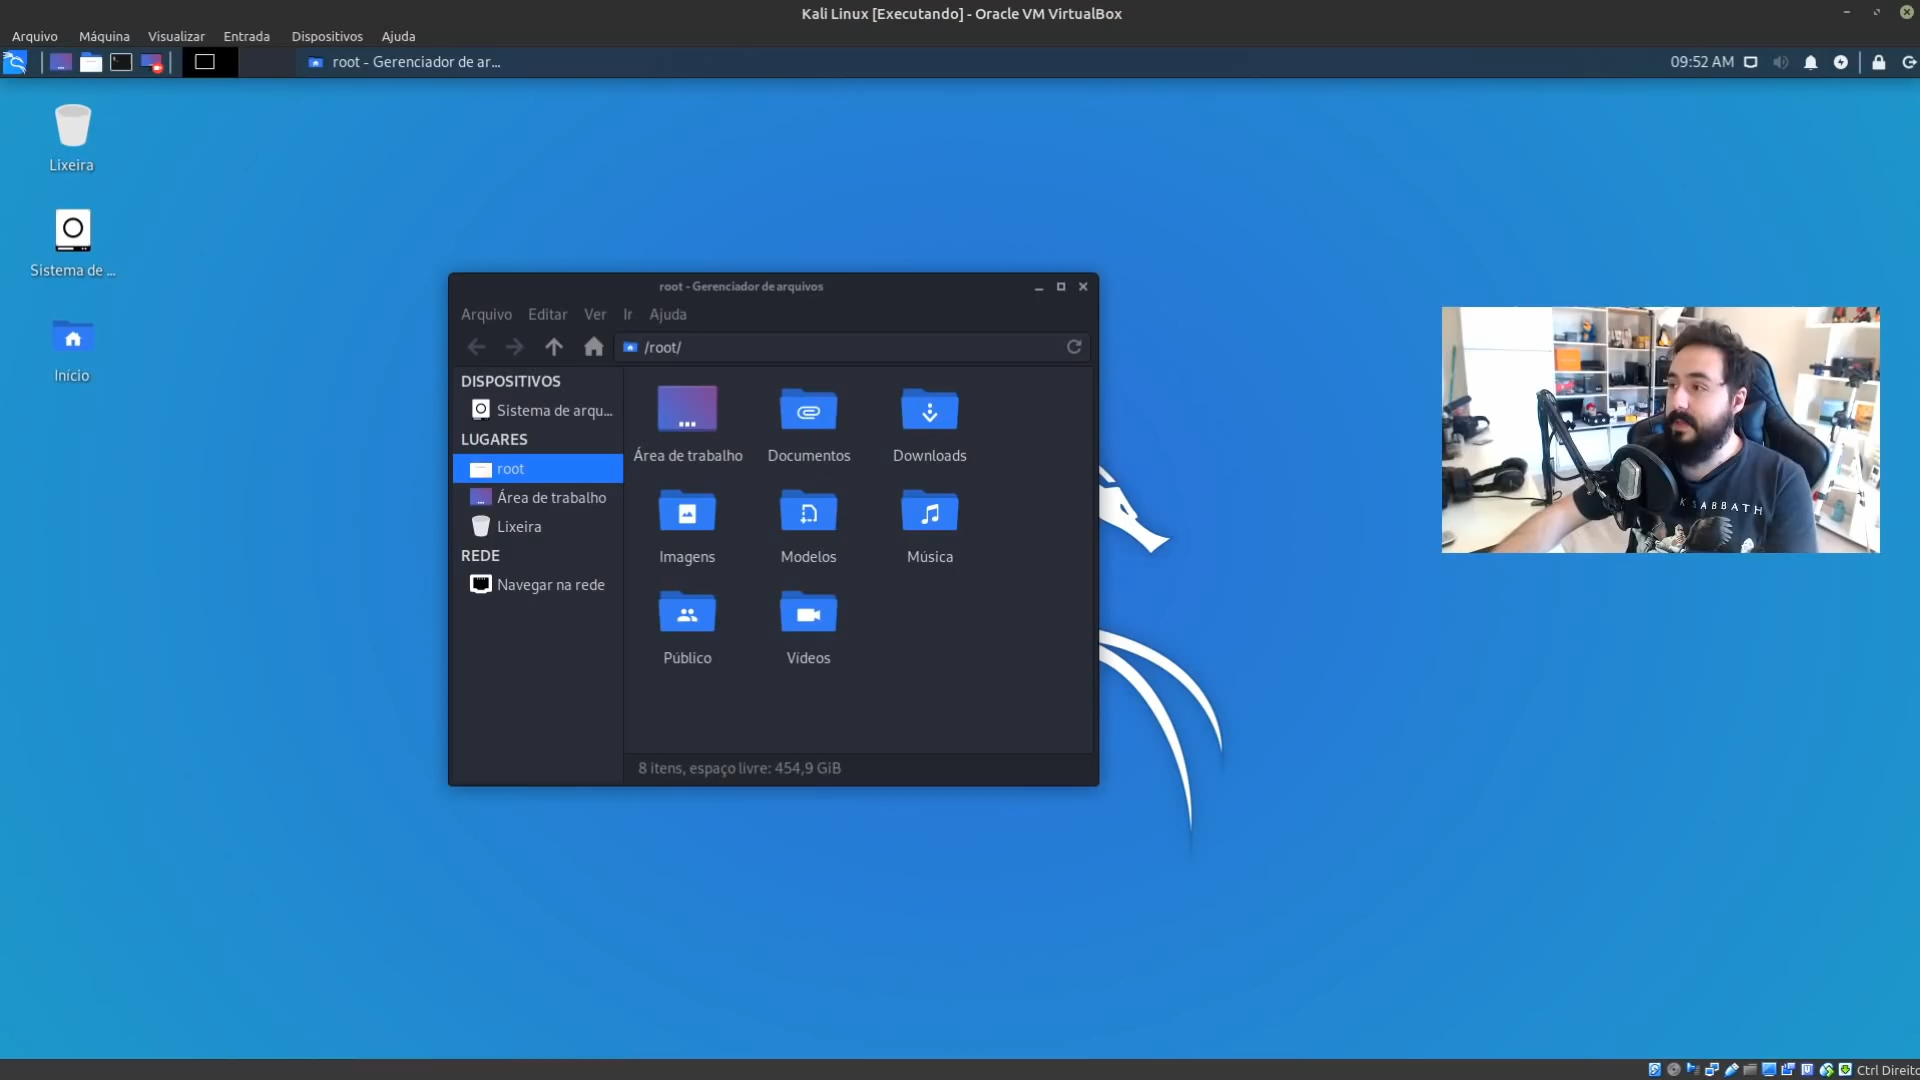 Kali Linux [Executando] - Oracle VM VirtualBox
Arquivo Máquina Visualizar Entrada Dispositivos Ajuda
root - Gerenciador de ar...
09:52 AM
Lixeira
Sistema de ...
Início
root - Gerenciador de arquivos
Arquivo Editar Ver Ir Ajuda
/root/
DISPOSITIVOS
Sistema de arqu...
LUGARES
root
Área de trabalho
Lixeira
REDE
Navegar na rede
Área de trabalho Documentos Downloads
Imagens Modelos Música
Público Vídeos
8 itens, espaço livre: 454,9 GiB
K SABBATH
Ctrl Direito